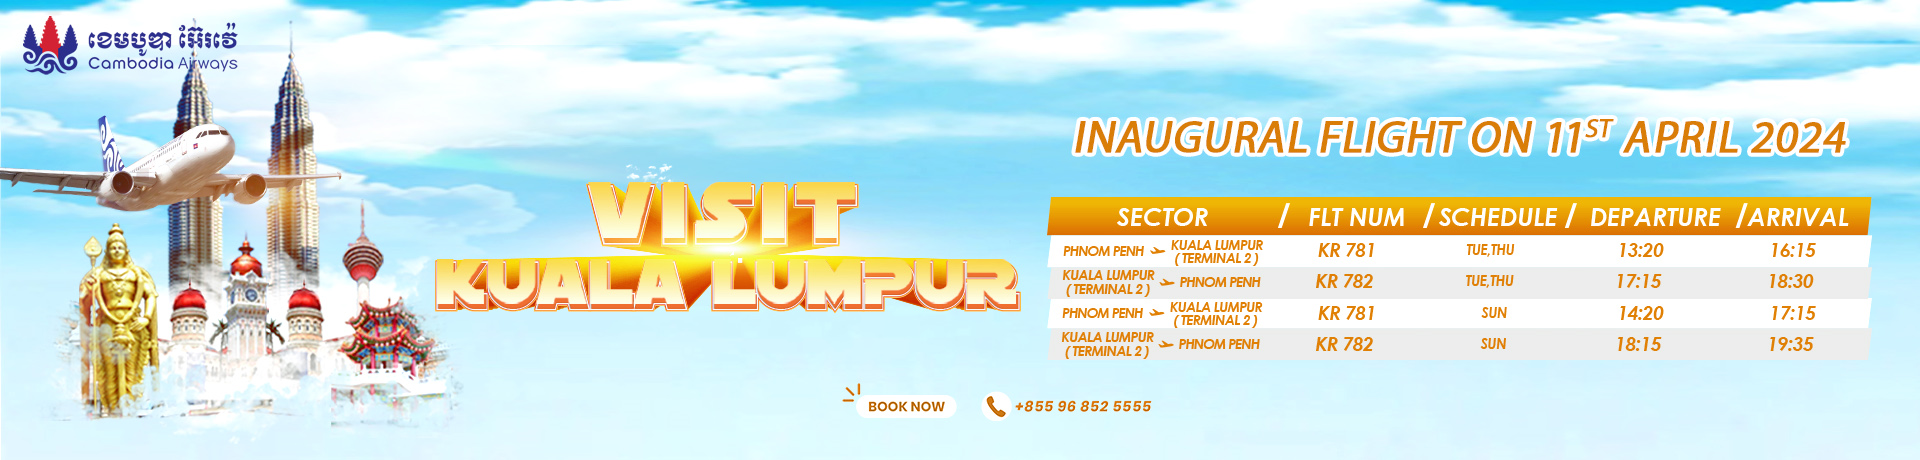 ខេមបូឌា អ៊ែរវេ៉
Cambodia Airways
VISIT
KUALA LUMPUR
INAUGURAL FLIGHT ON 11ST APRIL 2024
SECTOR / FLT NUM / SCHEDULE / DEPARTURE / ARRIVAL
PHNOM PENH KUALA LUMPUR ( TERMINAL 2 ) KR 781 TUE,THU 13:20 16:15
KUALA LUMPUR ( TERMINAL 2 ) PHNOM PENH KR 782 TUE,THU 17:15 18:30
PHNOM PENH KUALA LUMPUR ( TERMINAL 2 ) KR 781 SUN 14:20 17:15
KUALA LUMPUR ( TERMINAL 2 ) PHNOM PENH KR 782 SUN 18:15 19:35
BOOK NOW
+855 96 852 5555